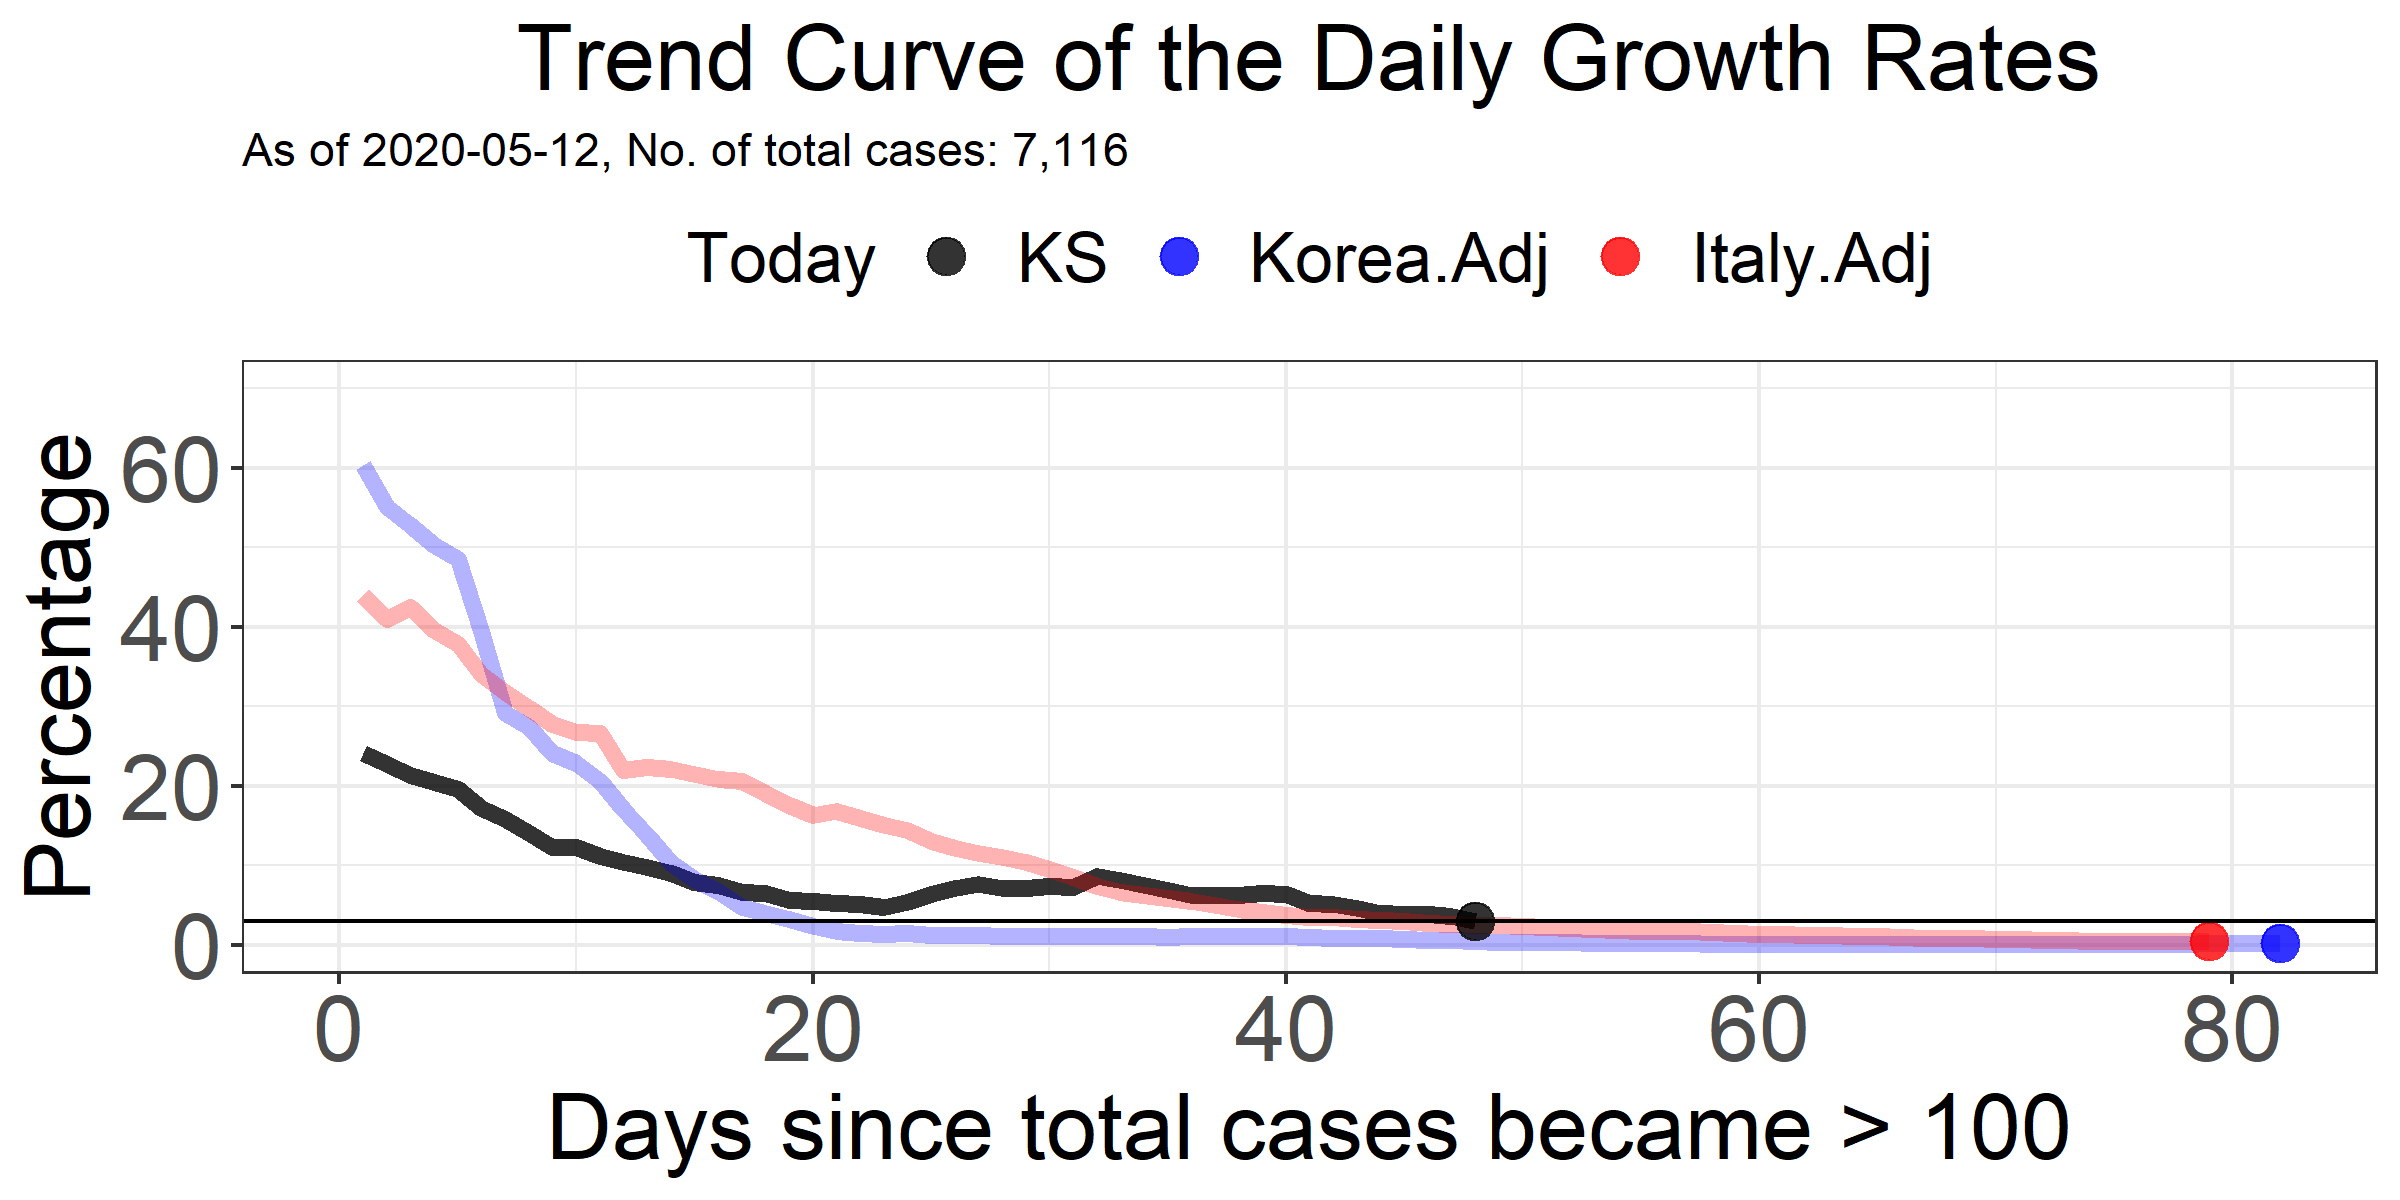 Trend Curve of the Daily Growth Rates
As of 2020-05-12, No. of total cases: 7,116
Today KS Korea.Adj Italy.Adj
Percentage
60
40
20
0
0 20 40 60 80
Days since total cases became > 100